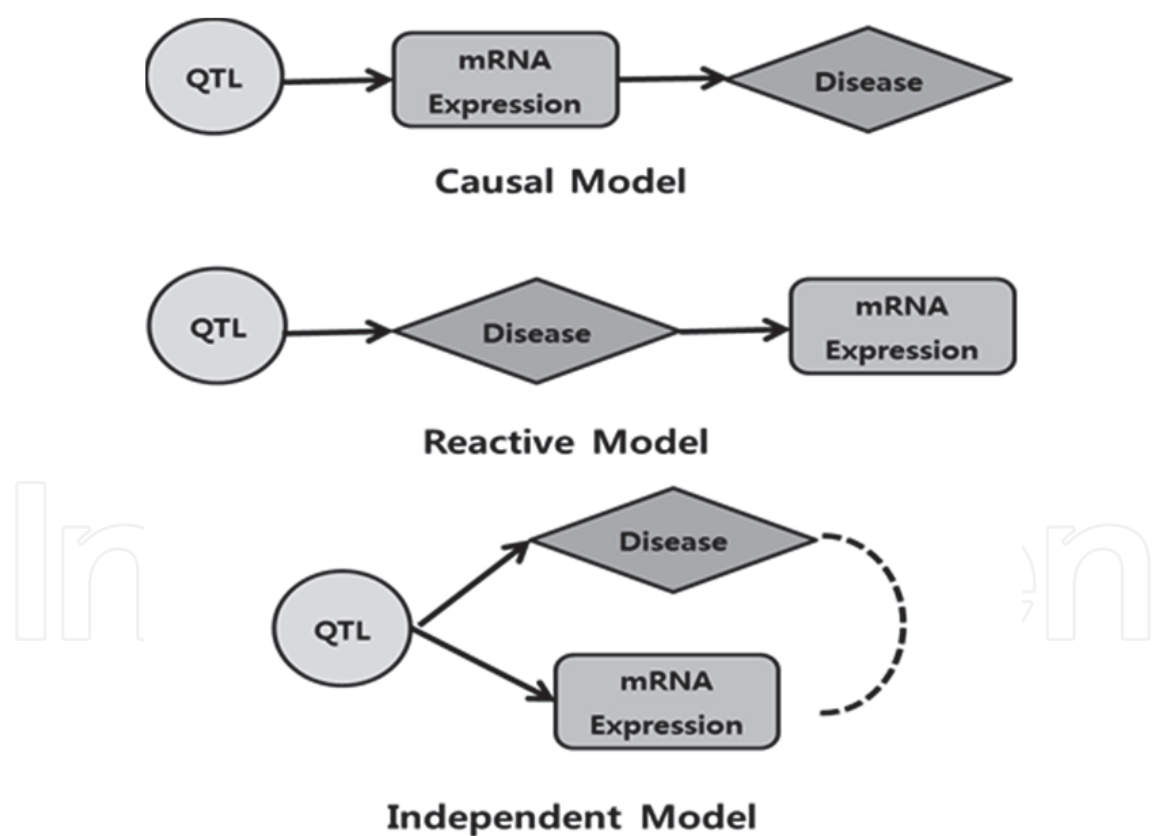 QTL
mRNA
Expression
Disease
Causal Model
QTL
Disease
mRNA
Expression
Reactive Model
Disease
QTL
mRNA
Expression
Independent Model